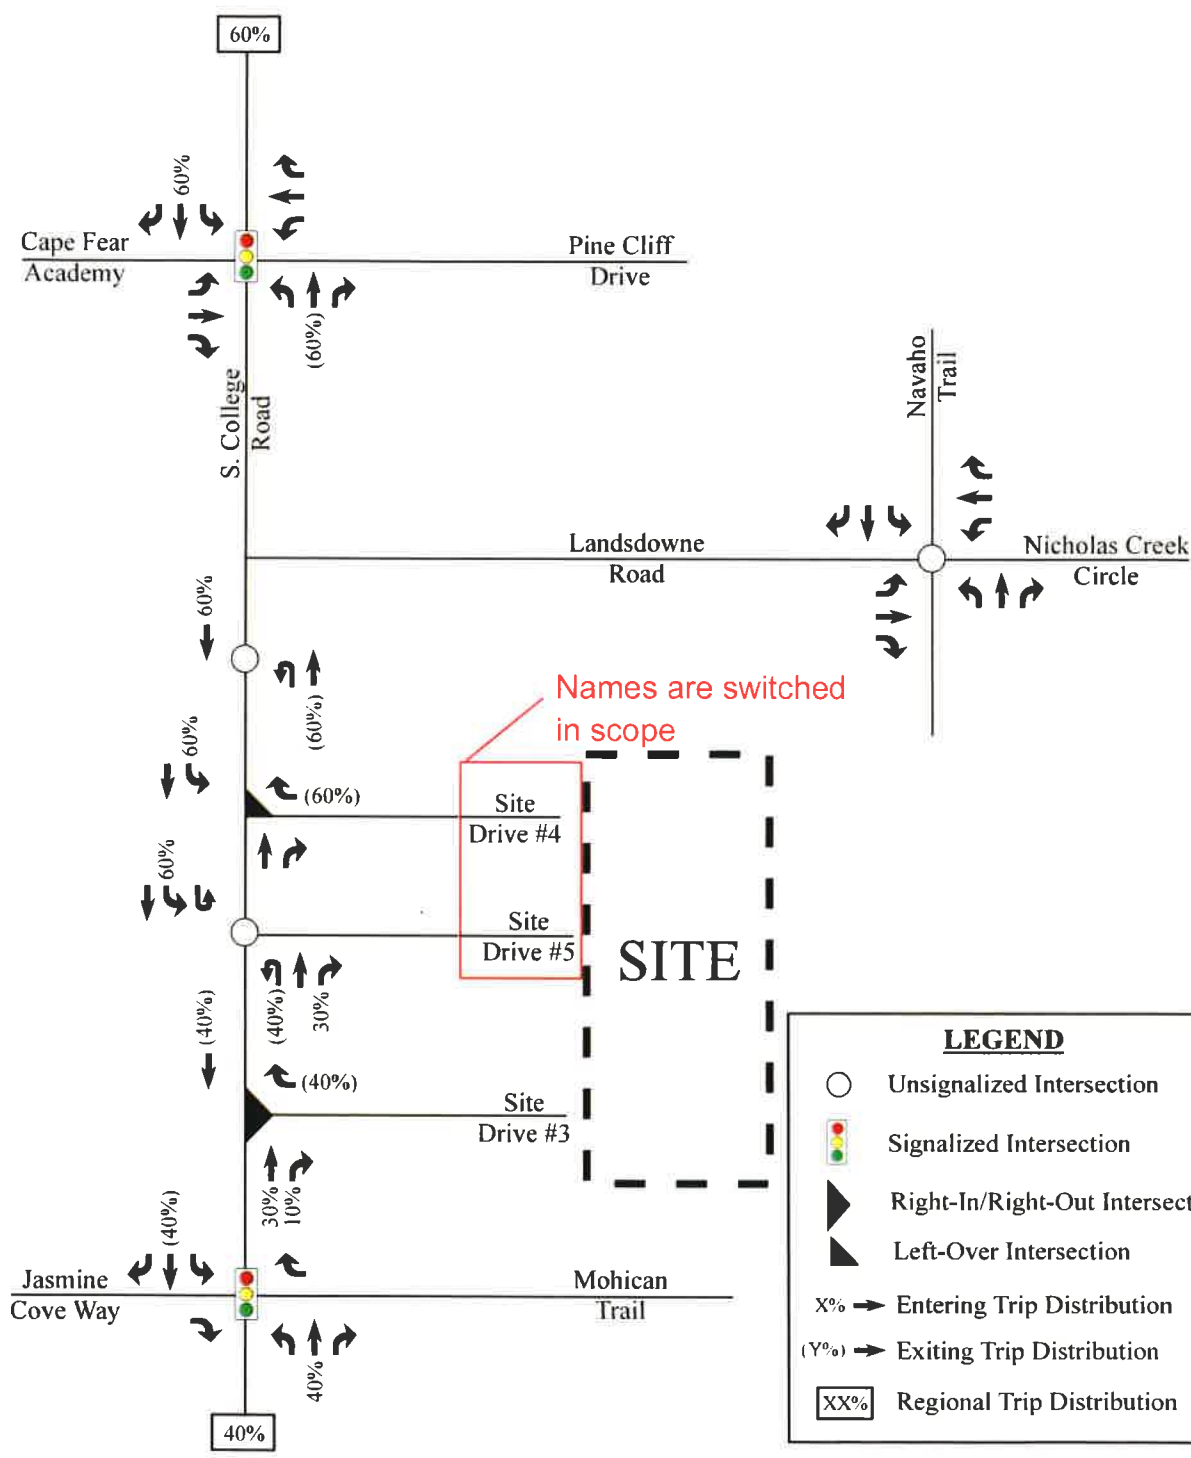 60%
60%
Cape Fear
Academy
Pine Cliff
Drive
(60%)
S. College
Road
Navaho
Trail
Landsdowne
Road
Nicholas Creek
Circle
60%
(60%)
Names are switched
in scope
60%
(60%)
Site
Drive #4
60%
Site
Drive #5
SITE
(40%)
(40%)
30%
(40%)
Site
Drive #3
30%
10%
(40%)
Jasmine
Cove Way
Mohican
Trail
40%
40%
LEGEND
Unsignalized Intersection
Signalized Intersection
Right-In/Right-Out Intersect
Left-Over Intersection
X% Entering Trip Distribution
(Y%) Exiting Trip Distribution
XX% Regional Trip Distribution